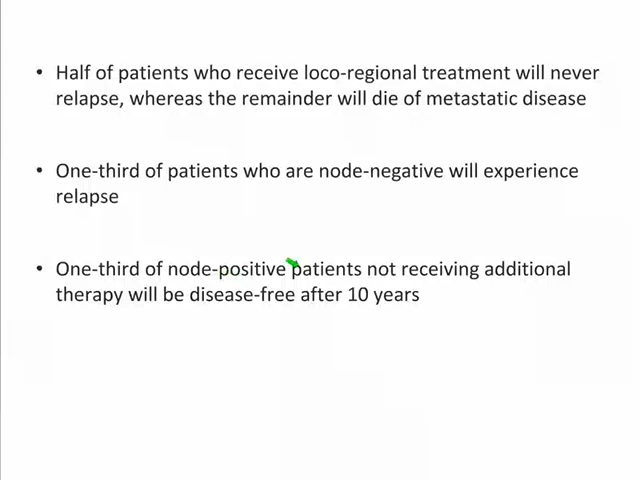 • Half of patients who receive loco-regional treatment will never
relapse, whereas the remainder will die of metastatic disease
• One-third of patients who are node-negative will experience
relapse
• One-third of node-positive patients not receiving additional
therapy will be disease-free after 10 years